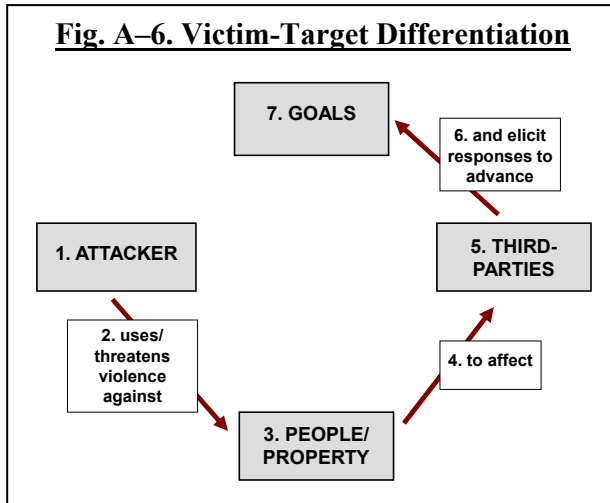 Fig. A–6. Victim-Target Differentiation
1. ATTACKER
2. uses/
threatens
violence
against
3. PEOPLE/
PROPERTY
4. to affect
5. THIRD-
PARTIES
6. and elicit
responses to
advance
7. GOALS